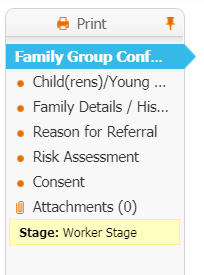 Print
Family Group Conf...
Child(rens)/Young ...
Family Details / His...
Reason for Referral
Risk Assessment
Consent
Attachments (0)
Stage: Worker Stage